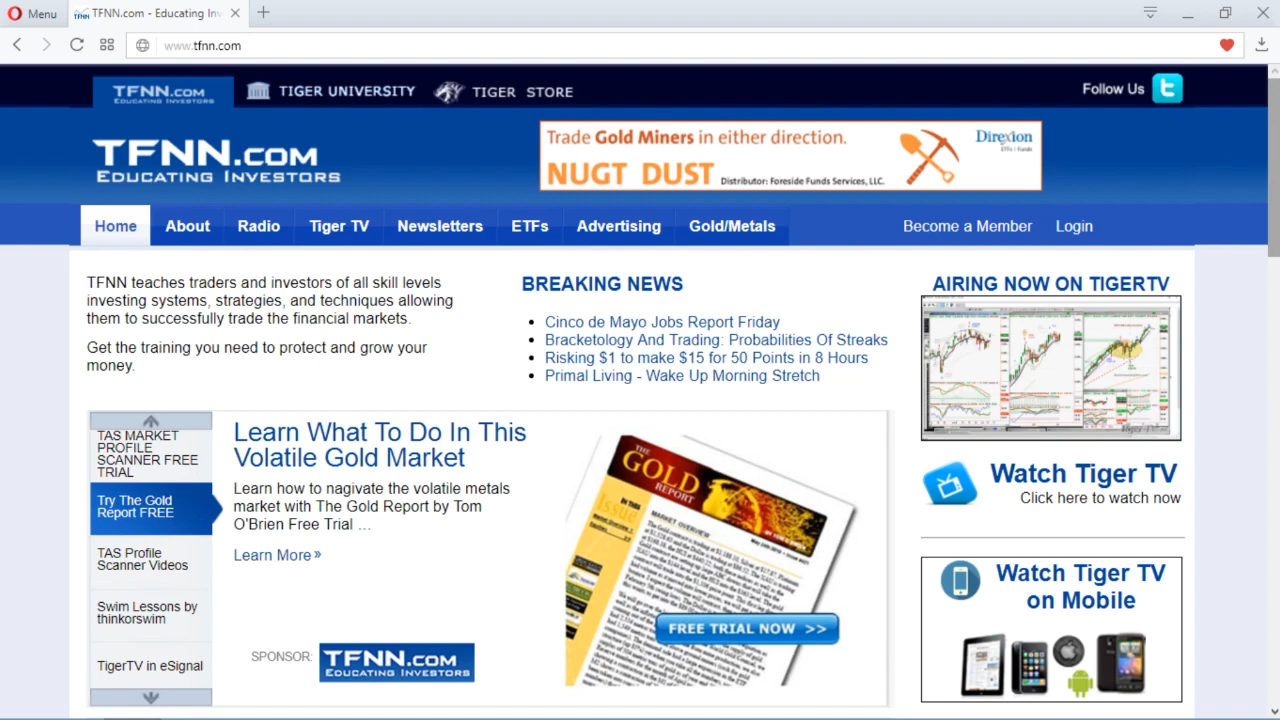 Menu
TFNN.com - Educating Inv
www.tfnn.com
TFNN.COM
EDUCATING INVESTORS
TIGER UNIVERSITY
TIGER STORE
Follow Us
TFNN.COM
EDUCATING INVESTORS
Trade Gold Miners in either direction.
NUGT DUST
Distributor: Foreside Funds Services, LLC.
Direxion
ETFs | Funds
Home
About
Radio
Tiger TV
Newsletters
ETFs
Advertising
Gold/Metals
Become a Member
Login
TFNN teaches traders and investors of all skill levels
investing systems, strategies, and techniques allowing
them to successfully trade the financial markets.
Get the training you need to protect and grow your
money.
BREAKING NEWS
Cinco de Mayo Jobs Report Friday
Bracketology And Trading: Probabilities Of Streaks
Risking $1 to make $15 for 50 Points in 8 Hours
Primal Living - Wake Up Morning Stretch
AIRING NOW ON TIGERTV
Watch Tiger TV
Click here to watch now
Watch Tiger TV
on Mobile
TAS MARKET
PROFILE
SCANNER FREE
TRIAL
Try The Gold
Report FREE
TAS Profile
Scanner Videos
Swim Lessons by
thinkorswim
TigerTV in eSignal
Learn What To Do In This
Volatile Gold Market
Learn how to nagivate the volatile metals
market with The Gold Report by Tom
O'Brien Free Trial ...
Learn More »
SPONSOR:
TFNN.COM
EDUCATING INVESTORS
THE
GOLD
REPORT
IN THIS
Issue
MARKET OVERVIEW
FREE TRIAL NOW >>